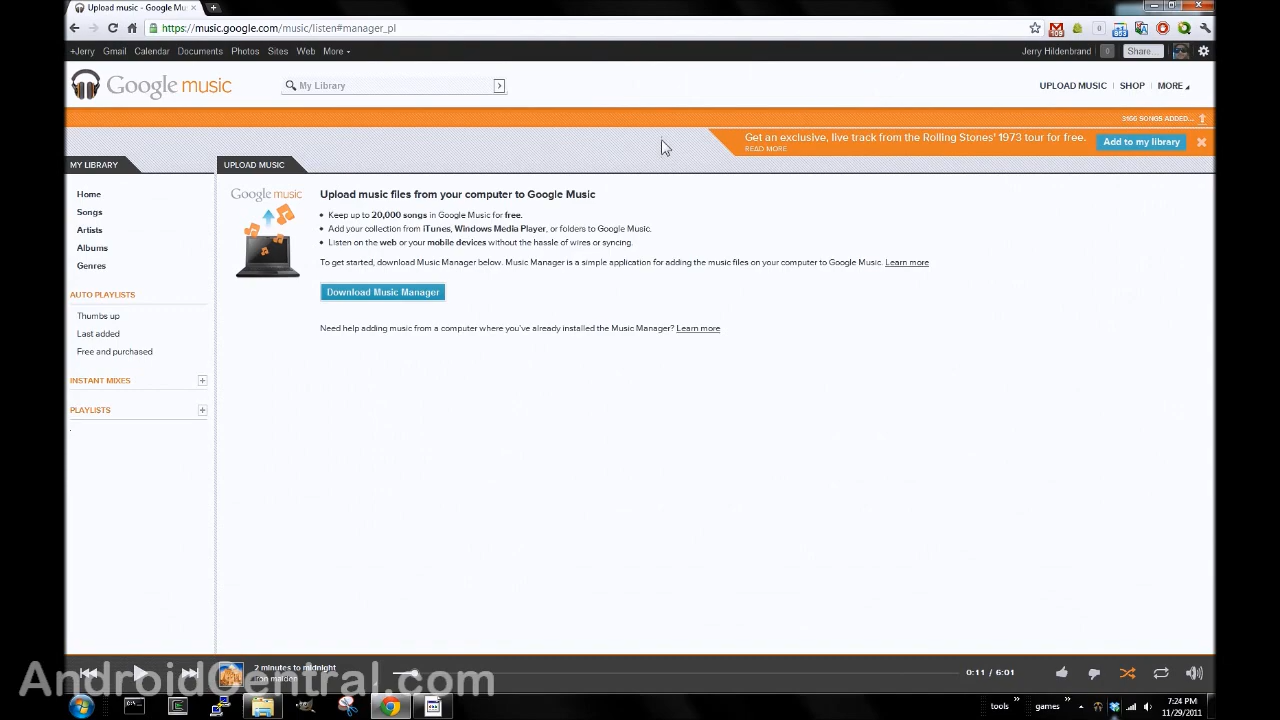 Upload music - Google Mu
https://music.google.com/music/listen#manager_pl
+Jerry Gmail Calendar Documents Photos Sites Web More
Jerry Hildenbrand 0 Share...
Google music
My Library
UPLOAD MUSIC SHOP MORE
3166 SONGS ADDED...
Get an exclusive, live track from the Rolling Stones' 1973 tour for free.
READ MORE
Add to my library
MY LIBRARY
UPLOAD MUSIC
Home
Songs
Artists
Albums
Genres
AUTO PLAYLISTS
Thumbs up
Last added
Free and purchased
INSTANT MIXES
PLAYLISTS
Google music
Upload music files from your computer to Google Music
• Keep up to 20,000 songs in Google Music for free.
• Add your collection from iTunes, Windows Media Player, or folders to Google Music.
• Listen on the web or your mobile devices without the hassle of wires or syncing.
To get started, download Music Manager below. Music Manager is a simple application for adding the music files on your computer to Google Music. Learn more
Download Music Manager
Need help adding music from a computer where you've already installed the Music Manager? Learn more
2 minutes to midnight
iron maiden
0:11 / 6:01
AndroidCentral.com
tools » games »
7:24 PM
11/29/2011